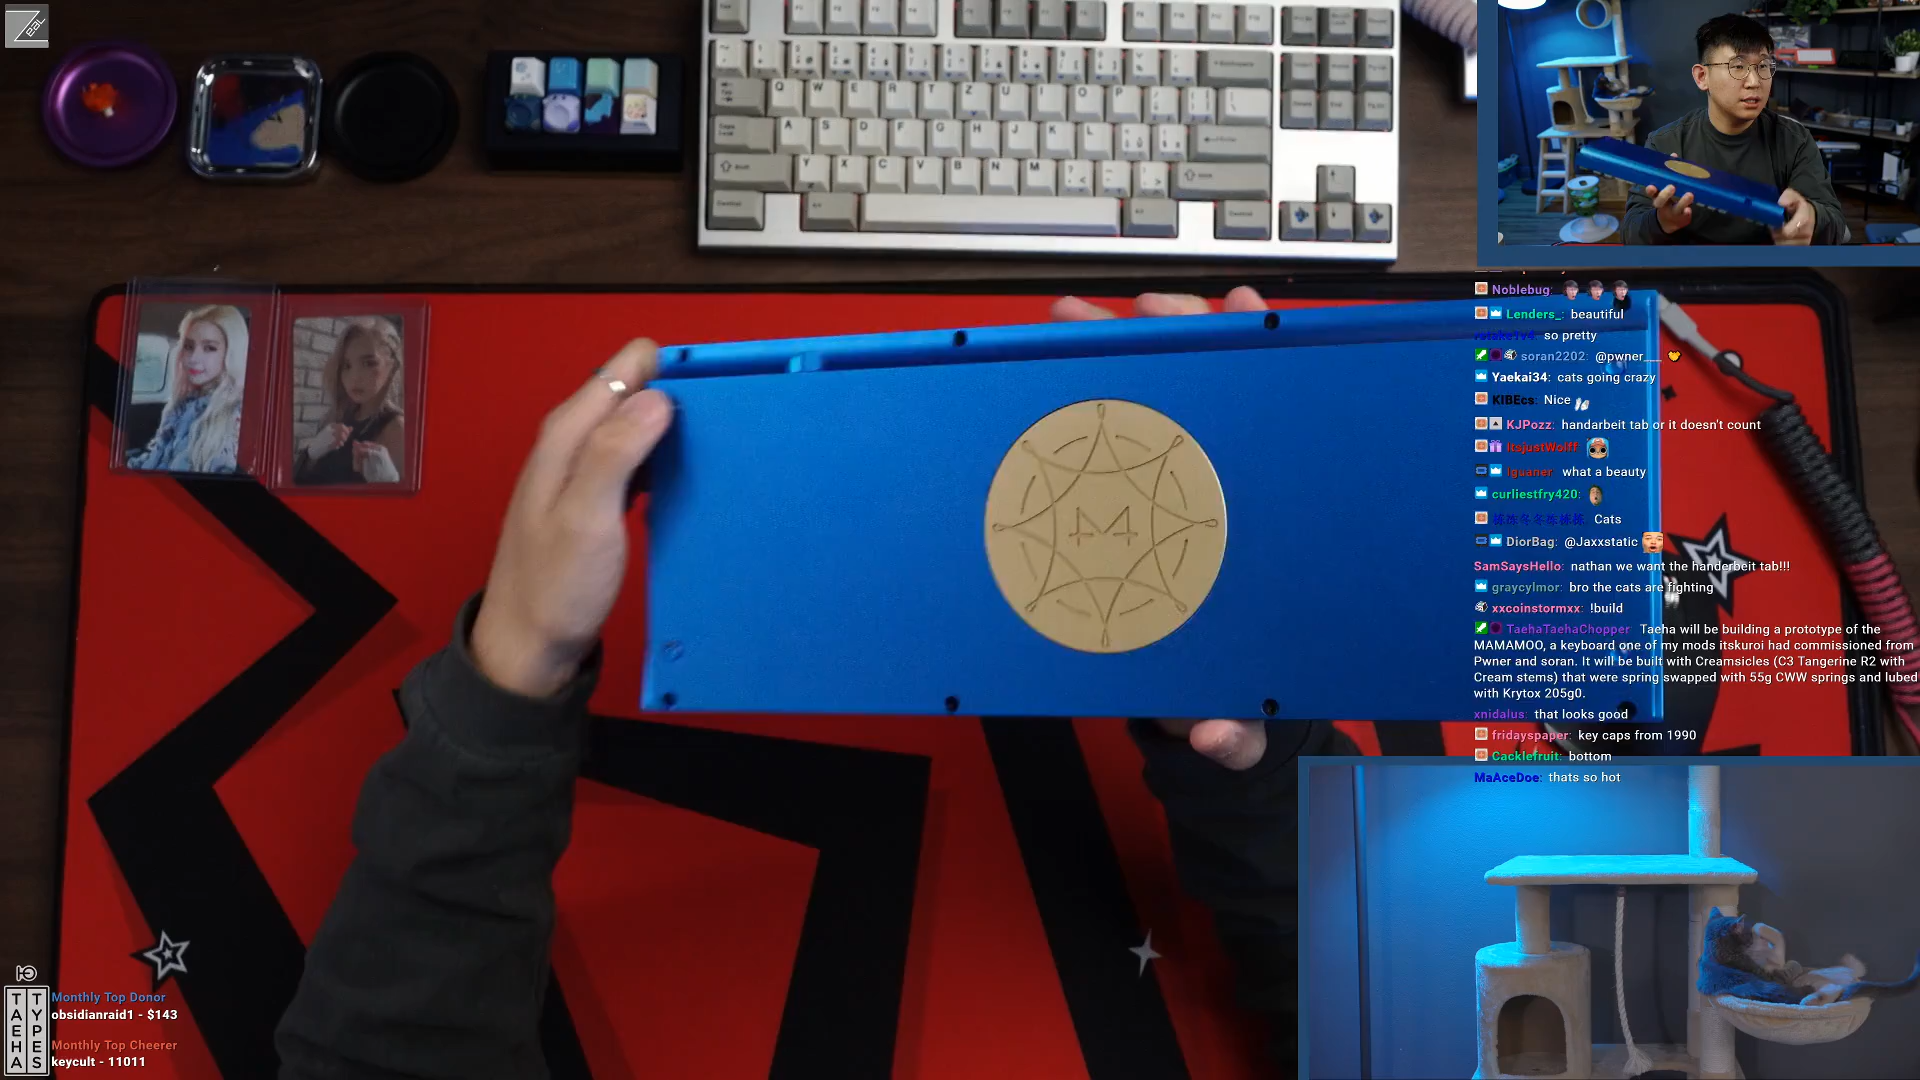 Noblebug:
Lenders_: beautiful
so pretty
soran2202: @pwner___
Yaekai34: cats going crazy
KIBEcs: Nice
KJPozz: handarbeit tab or it doesn't count
ItsjustWolff
Iguaner what a beauty
curliestfry420:
Cats
DiorBag: @Jaxxstatic
SamSaysHello: nathan we want the handerbeit tab!!!
graycylmor: bro the cats are fighting
xxcoinstormxx: !build
TaehaTaehaChopper: Taeha will be building a prototype of the
MAMAMOO, a keyboard one of my mods itskuroi had commissioned from
Pwner and soran. It will be built with Creamsicles (C3 Tangerine R2 with
Cream stems) that were spring swapped with 55g CWW springs and lubed
with Krytox 205g0.
xnidalus: that looks good
fridayspaper: key caps from 1990
Cacklefruit: bottom
MaAceDoe: thats so hot
Q W E R T Z U I O P
A S D F G H J K L
Y X C V B N M
TAEHA
TYPES
Monthly Top Donor
obsidianraid1 - $143
Monthly Top Cheerer
keycult - 11011